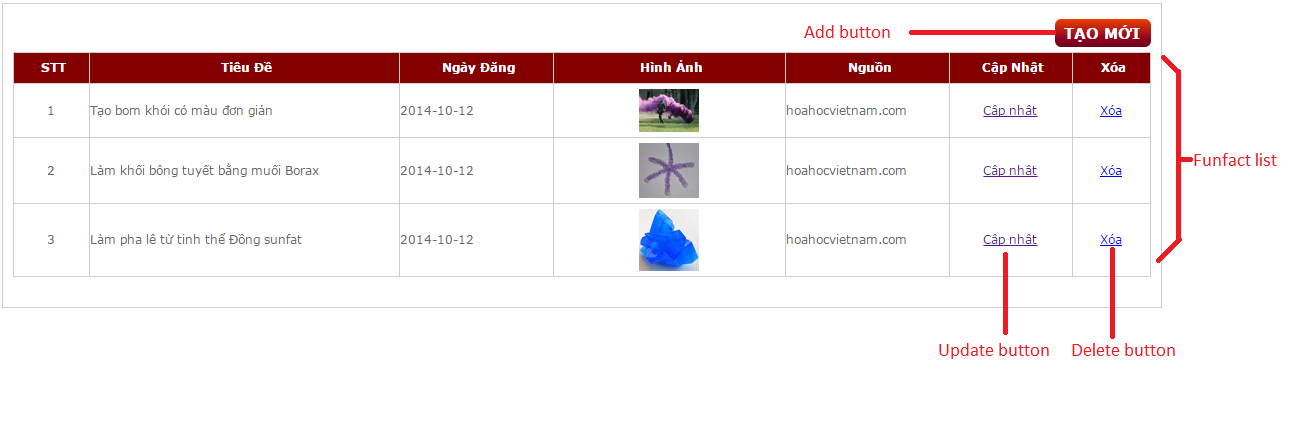 Add button
TẠO MỚI
STT Tiêu Đề Ngày Đăng Hình Ảnh Nguồn Cập Nhật Xóa
1 Tạo bom khói có màu đơn giản 2014-10-12 hoahocvietnam.com Cập nhật Xóa
2 Làm khối bông tuyết bằng muối Borax 2014-10-12 hoahocvietnam.com Cập nhật Xóa
3 Làm pha lê từ tinh thể Đồng sunfat 2014-10-12 hoahocvietnam.com Cập nhật Xóa
Funfact list
Update button Delete button